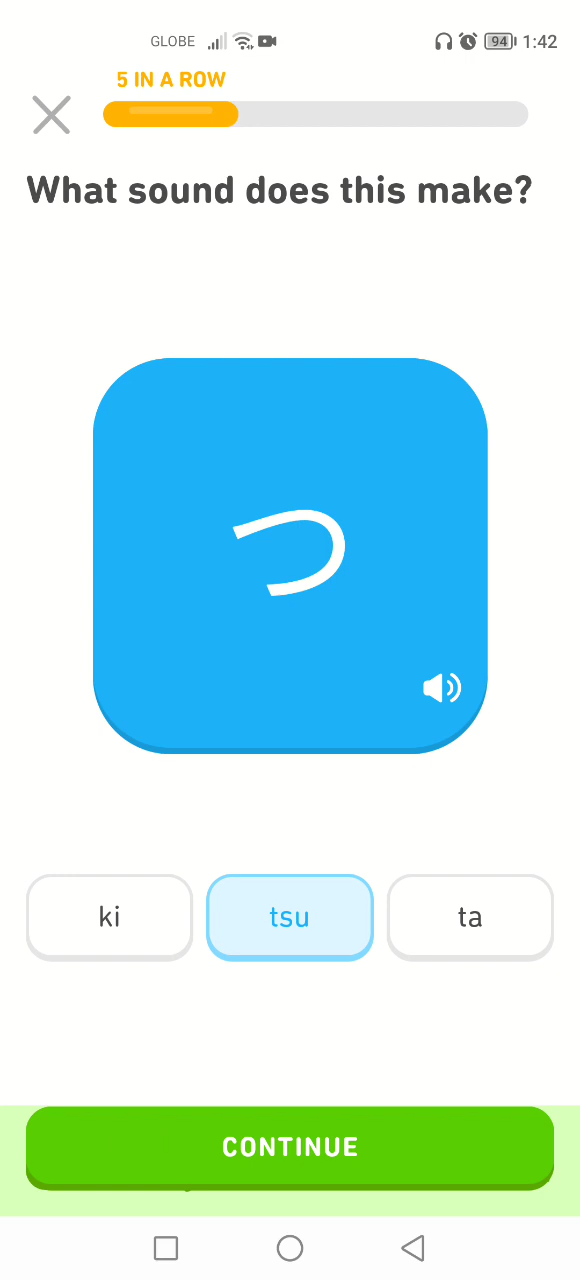 GLOBE 94 1:42
5 IN A ROW
What sound does this make?
つ
ki tsu ta
CONTINUE